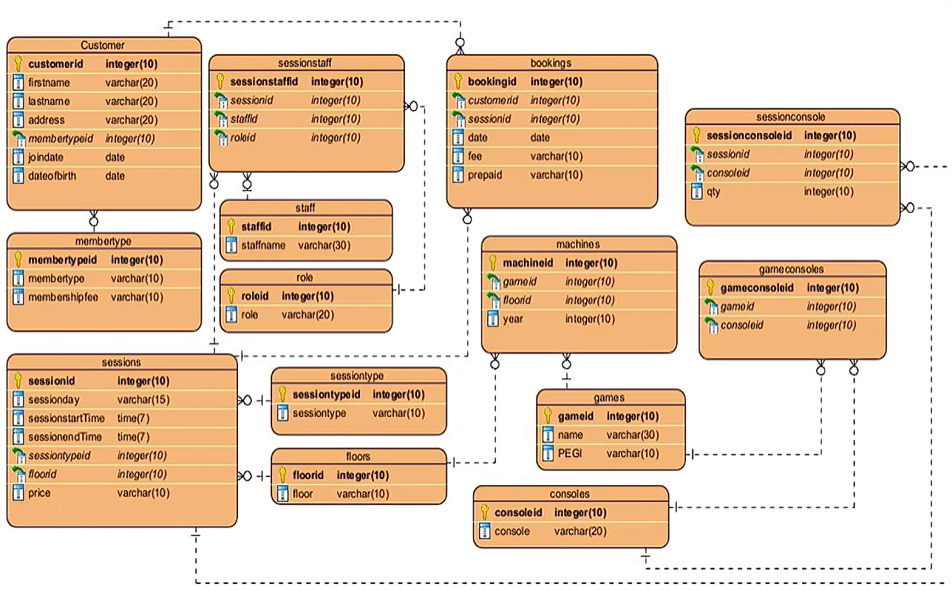 Customer
customerid integer(10)
firstname varchar(20)
lastname varchar(20)
address varchar(20)
membertypeid integer(10)
joindate date
dateofbirth date
sessionstaff
sessionstaffid integer(10)
sessionid integer(10)
staffid integer(10)
roleid integer(10)
bookings
bookingid integer(10)
customerid integer(10)
sessionid integer(10)
date date
fee varchar(10)
prepaid varchar(10)
sessionconsole
sessionconsoleid integer(10)
sessionid integer(10)
consoleid integer(10)
qty integer(10)
membertype
membertypeid integer(10)
membertype varchar(10)
membershipfee varchar(10)
staff
staffid integer(10)
staffname varchar(30)
role
roleid integer(10)
role varchar(20)
machines
machineid integer(10)
gameid integer(10)
floorid integer(10)
year integer(10)
gameconsoles
gameconsoleid integer(10)
gameid integer(10)
consoleid integer(10)
sessions
sessionid integer(10)
sessionday varchar(15)
sessionstartTime time(7)
sessionendTime time(7)
sessiontypeid integer(10)
floorid integer(10)
price varchar(10)
sessiontype
sessiontypeid integer(10)
sessiontype varchar(10)
floors
floorid integer(10)
floor varchar(10)
games
gameid integer(10)
name varchar(30)
PEGI varchar(10)
consoles
consoleid integer(10)
console varchar(20)